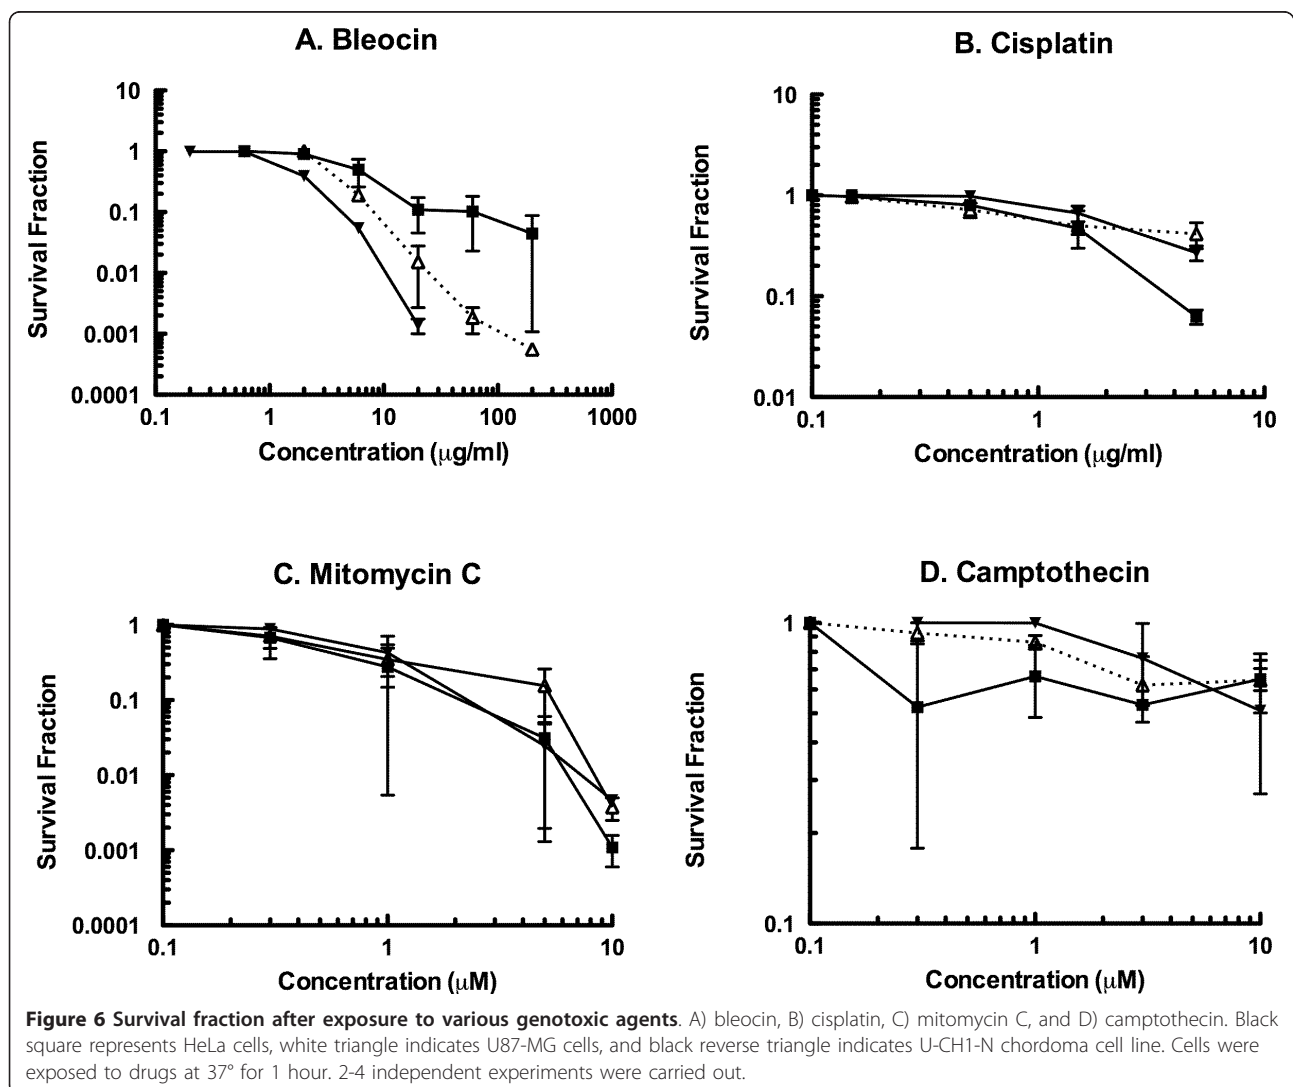 A. Bleocin
10
1
0.1
0.01
0.001
0.0001
Survival Fraction
0.1 1 10 100 1000
Concentration (μg/ml)
B. Cisplatin
10
1
0.1
0.01
Survival Fraction
0.1 1 10
Concentration (μg/ml)
C. Mitomycin C
1
0.1
0.01
0.001
0.0001
Survival Fraction
0.1 1 10
Concentration (μM)
D. Camptothecin
1
0.1
Survival Fraction
0.1 1 10
Concentration (μM)
Figure 6 Survival fraction after exposure to various genotoxic agents. A) bleocin, B) cisplatin, C) mitomycin C, and D) camptothecin. Black
square represents HeLa cells, white triangle indicates U87-MG cells, and black reverse triangle indicates U-CH1-N chordoma cell line. Cells were
exposed to drugs at 37° for 1 hour. 2-4 independent experiments were carried out.